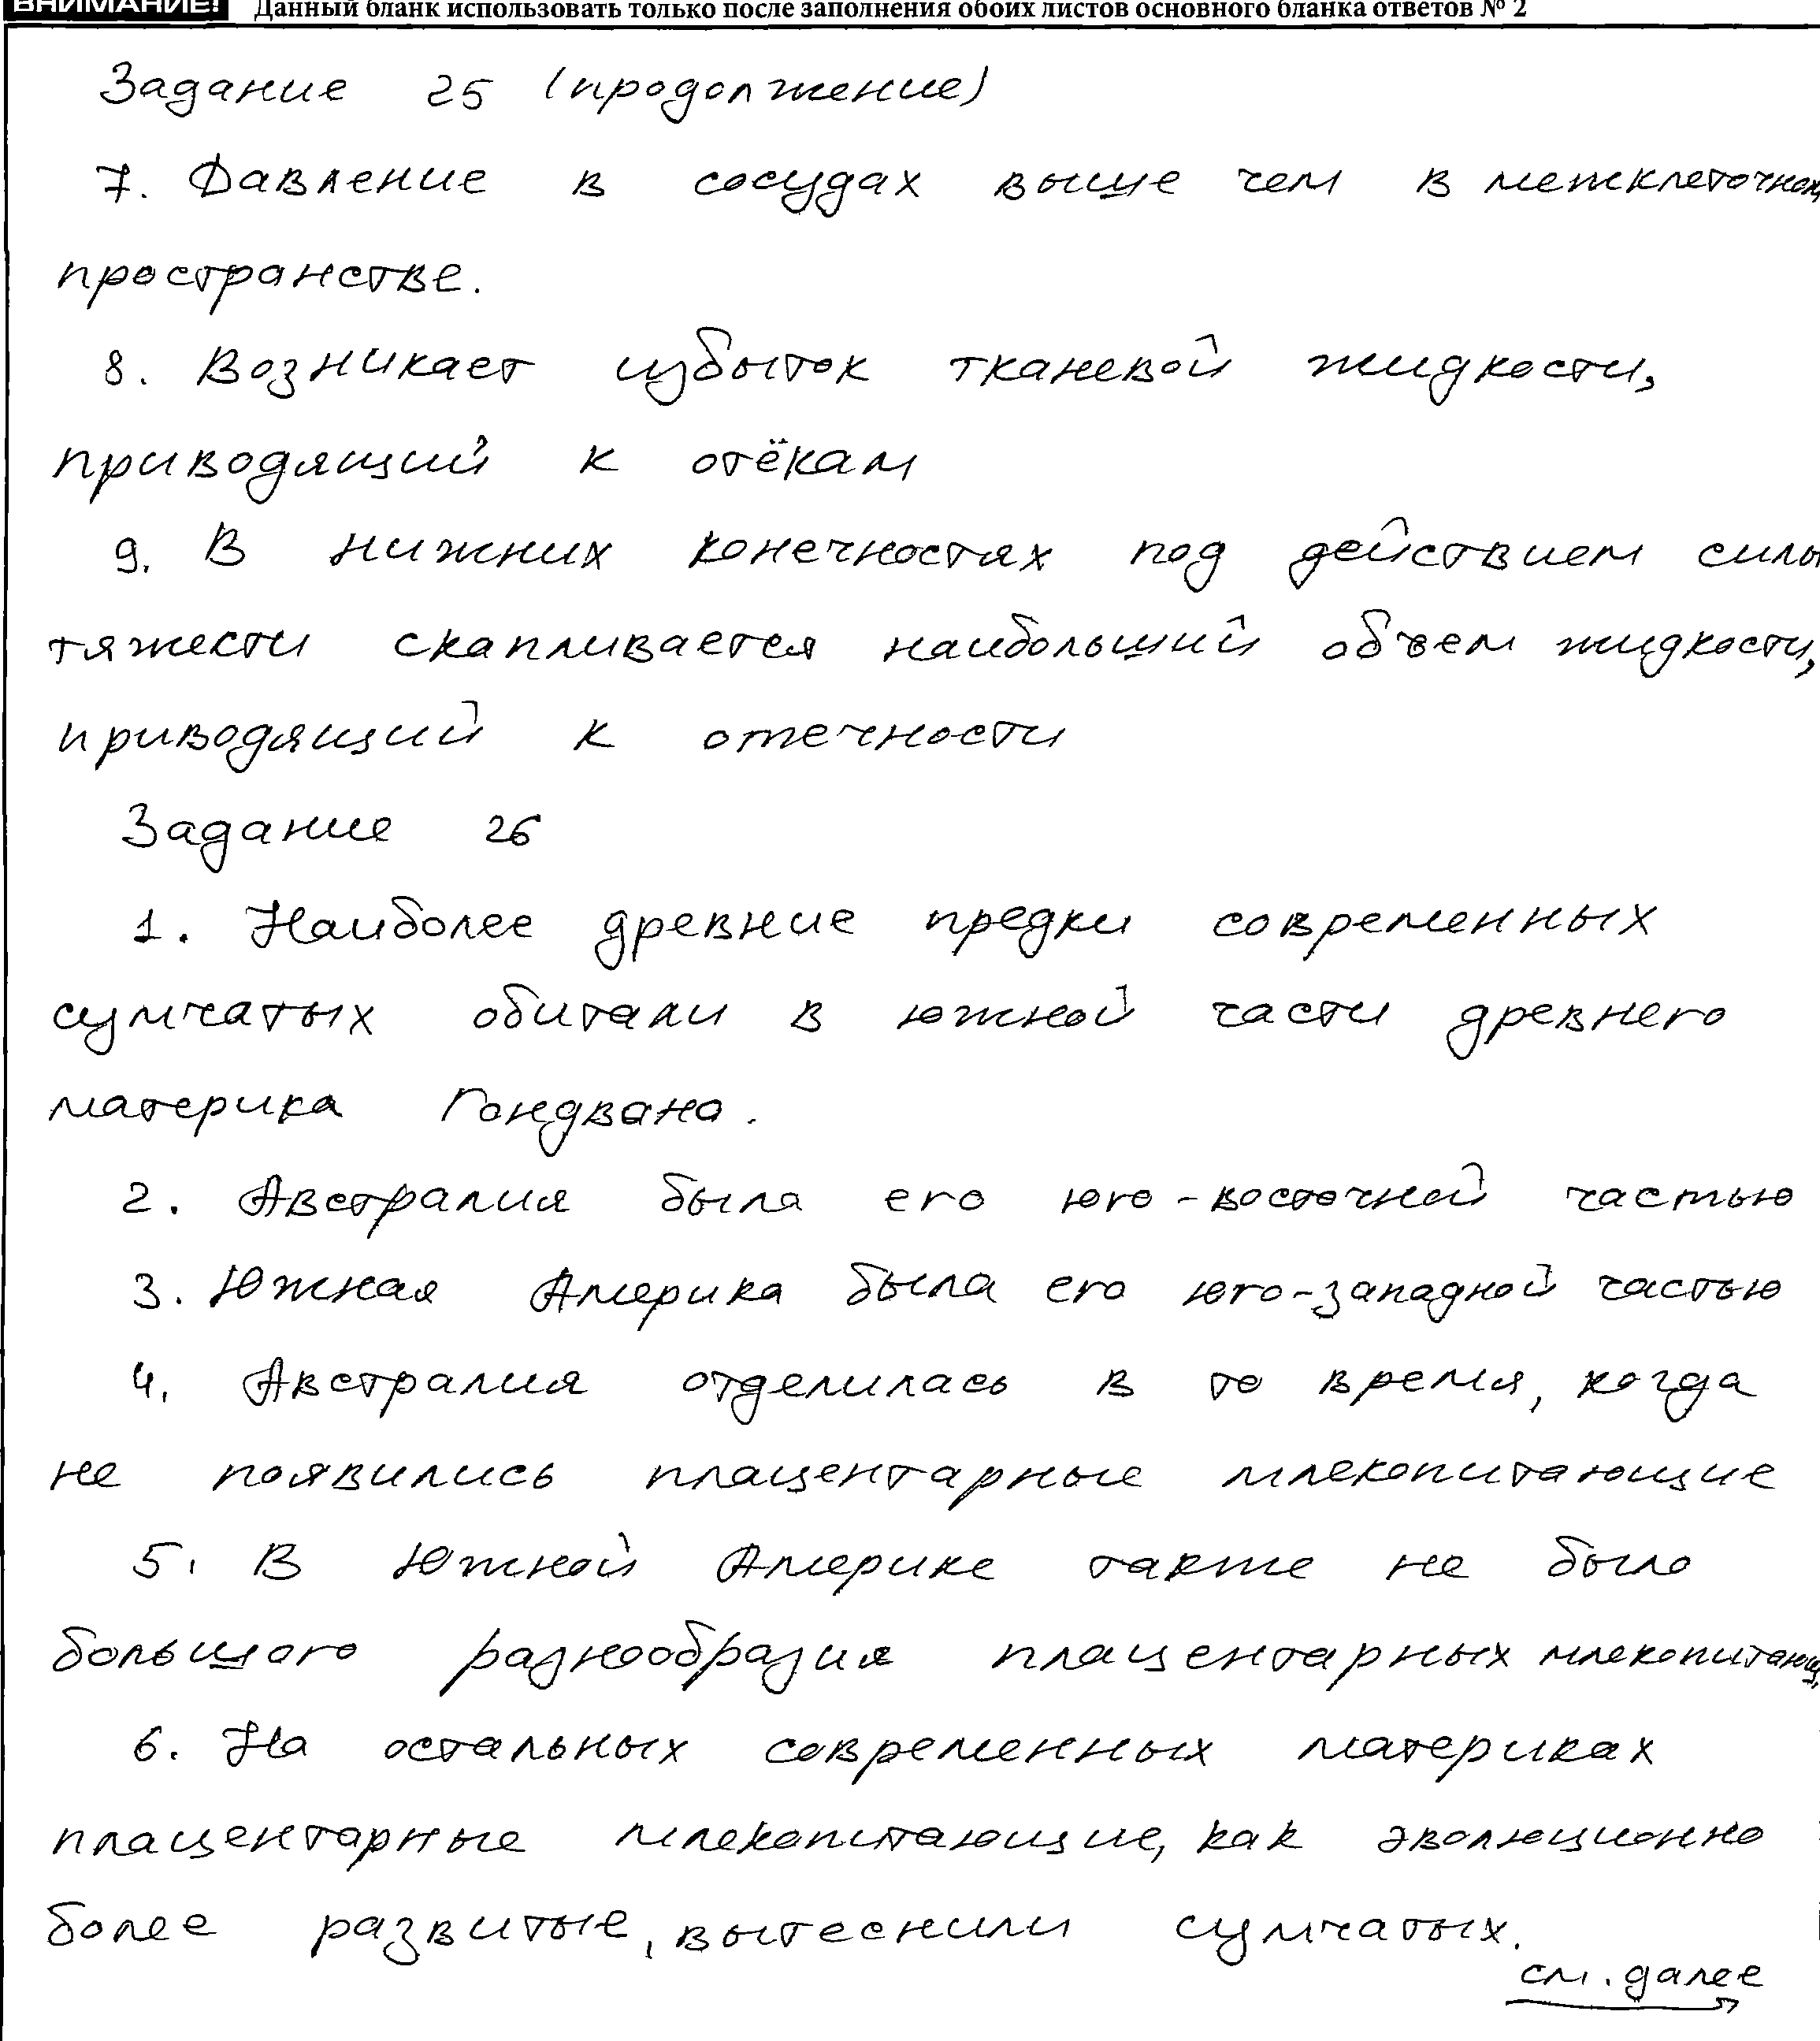 ВНИМАНИЕ! Данный бланк использовать только после заполнения обоих листов основного бланка ответов № 2
Задание 25 (продолжение)
7. Давление в сосудах выше чем в межклеточном
пространстве.
8. Возникает избыток тканевой жидкости,
приводящий к отёкам
9. В нижних конечностях под действием силы
тяжести скапливается наибольший объем жидкости,
приводящий к отечности
Задание 26
1. Наиболее древние предки современных
сумчатых обитали в южной части древнего
материка Гондвана.
2. Австралия была его юго-восточной частью
3. Южная Америка была его юго-западной частью
4. Австралия отделилась в то время, когда
не появились плацентарные млекопитающие
5. В Южной Америке также не было
большого разнообразия плацентарных млекопитающ.
6. На остальных современных материках
плацентарные млекопитающие, как эволюционно
более развитые, вытеснили сумчатых.
см. далее